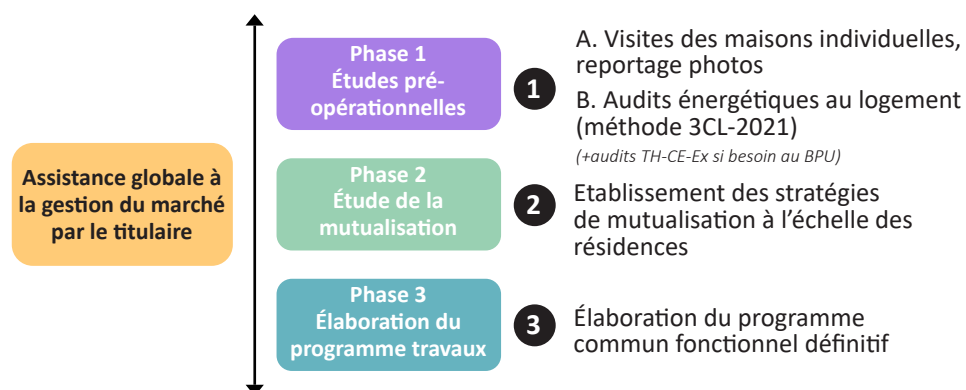 Assistance globale à
la gestion du marché
par le titulaire
Phase 1
Études pré-
opérationnelles
1
A. Visites des maisons individuelles,
reportage photos
B. Audits énergétiques au logement
(méthode 3CL-2021)
(+audits TH-CE-Ex si besoin au BPU)
Phase 2
Étude de la
mutualisation
2
Etablissement des stratégies
de mutualisation à l’échelle des
résidences
Phase 3
Élaboration du
programme travaux
3
Élaboration du programme
commun fonctionnel définitif